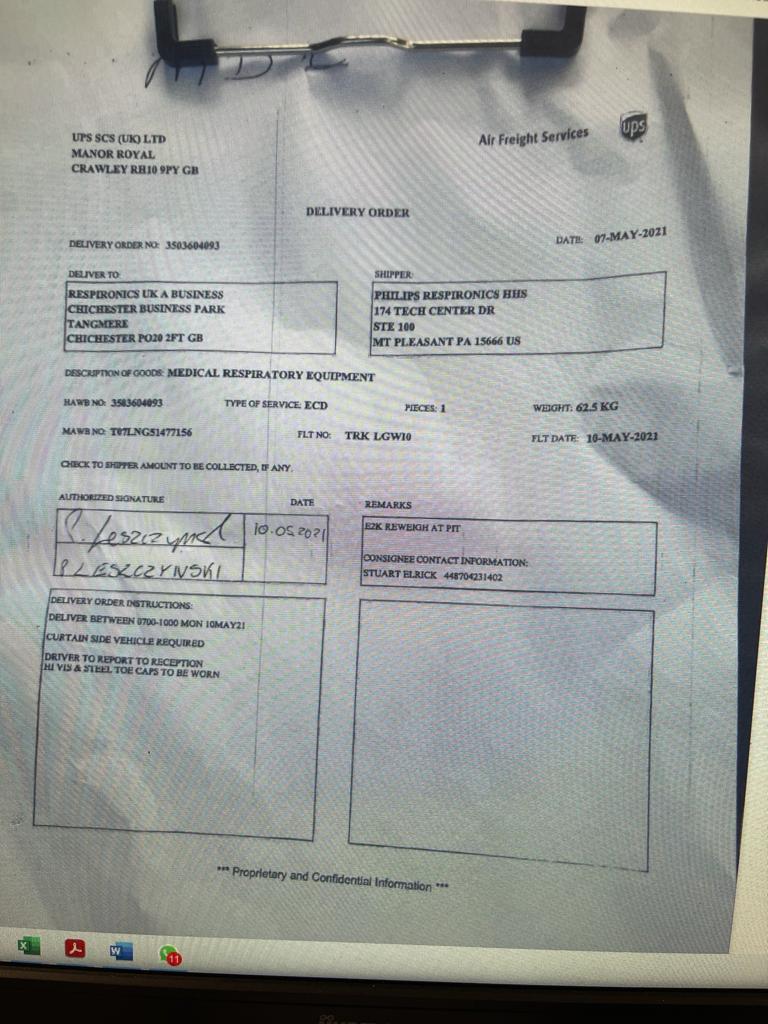 UPS SCS (UK) LTD
MANOR ROYAL
CRAWLEY RH10 9PY GB
Air Freight Services
ups
DELIVERY ORDER
DELIVERY ORDER NO: 3503604093
DATE: 07-MAY-2021
DELIVER TO:
RESPIRONICS UK A BUSINESS
CHICHESTER BUSINESS PARK
TANGMERE
CHICHESTER PO20 2FT GB
SHIPPER:
PHILIPS RESPIRONICS HHS
174 TECH CENTER DR
STE 100
MT PLEASANT PA 15666 US
DESCRIPTION OF GOODS: MEDICAL RESPIRATORY EQUIPMENT
HAWB NO: 3503604093 TYPE OF SERVICE: ECD PIECES: 1 WEIGHT: 62.5 KG
MAWB NO: T07LNG51477156 FLT NO: TRK LGW10 FLT DATE: 10-MAY-2021
CHECK TO SHIPPER AMOUNT TO BE COLLECTED, IF ANY.
AUTHORIZED SIGNATURE DATE
P. Leszczynski 10.05.2021
P LESZCZYNSKI
REMARKS
E2K REWEIGH AT PIT
CONSIGNEE CONTACT INFORMATION:
STUART ELRICK 448704231402
DELIVERY ORDER INSTRUCTIONS:
DELIVER BETWEEN 0700-1000 MON 10MAY21
CURTAIN SIDE VEHICLE REQUIRED
DRIVER TO REPORT TO RECEPTION
HI VIS & STEEL TOE CAPS TO BE WORN
*** Proprietary and Confidential Information ***
11